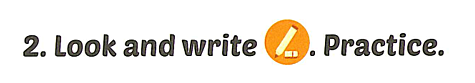 2. Look and write . Practice.